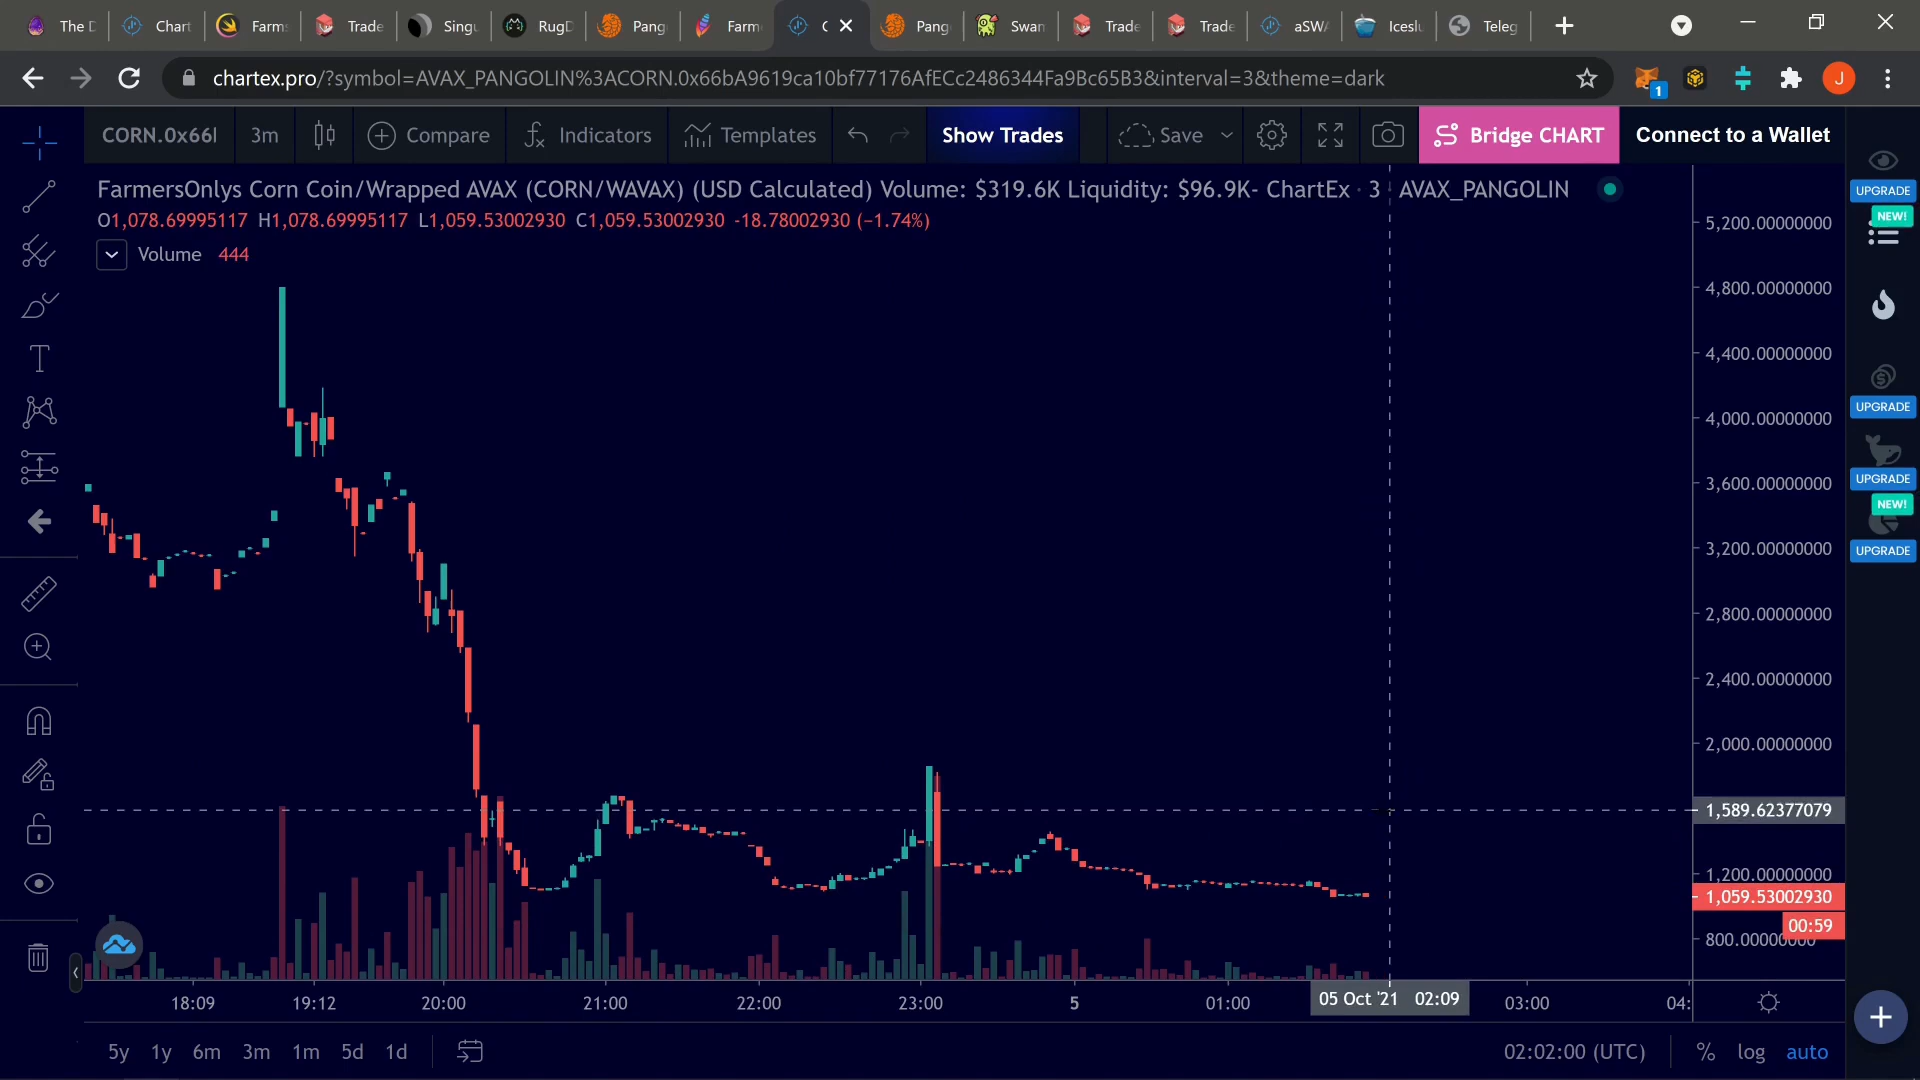 The D
Chart
Farms
Trade
Singu
RugD
Pang
Farm
C
Pang
Swan
Trade
Trade
aSWA
Iceslu
Teleg
chartex.pro/?symbol=AVAX_PANGOLIN%3ACORN.0x66bA9619ca10bf77176AfECc2486344Fa9Bc65B3&interval=3&theme=dark
1
J
CORN.0x66l
3m
Compare
Indicators
Templates
Show Trades
Save
Bridge CHART
Connect to a Wallet
FarmersOnlys Corn Coin/Wrapped AVAX (CORN/WAVAX) (USD Calculated) Volume: $319.6K Liquidity: $96.9K- ChartEx · 3 · AVAX_PANGOLIN
O1,078.69995117 H1,078.69995117 L1,059.53002930 C1,059.53002930 -18.78002930 (−1.74%)
Volume 444
5,200.00000000
4,800.00000000
4,400.00000000
4,000.00000000
3,600.00000000
3,200.00000000
2,800.00000000
2,400.00000000
2,000.00000000
1,589.62377079
1,200.00000000
1,059.53002930
00:59
800.00000000
UPGRADE
NEW!
UPGRADE
UPGRADE
NEW!
UPGRADE
18:09
19:12
20:00
21:00
22:00
23:00
5
01:00
05 Oct '21 02:09
03:00
04:
5y
1y
6m
3m
1m
5d
1d
02:02:00 (UTC)
%
log
auto